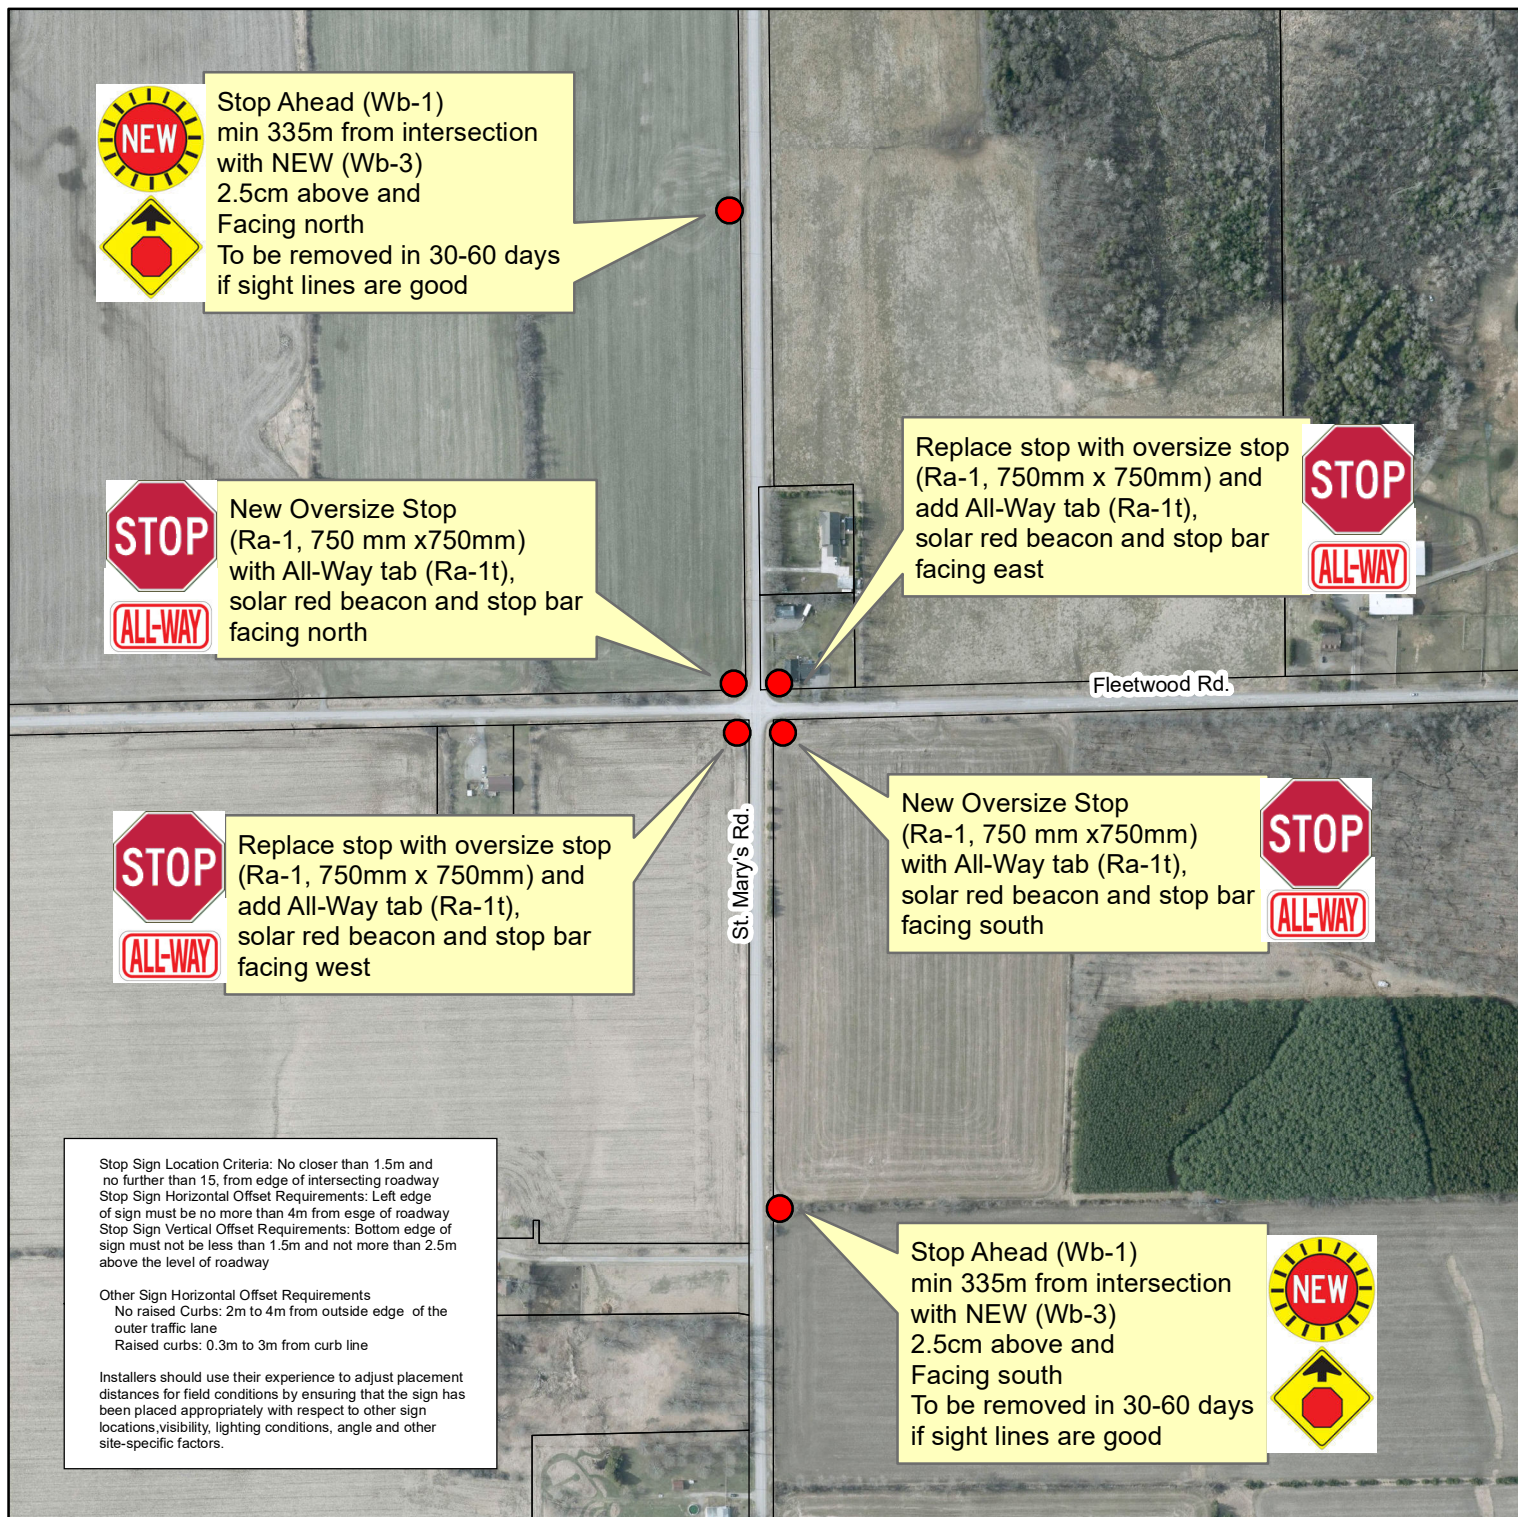 NEW
Stop Ahead (Wb-1)
min 335m from intersection
with NEW (Wb-3)
2.5cm above and
Facing north
To be removed in 30-60 days
if sight lines are good
STOP
ALL-WAY
New Oversize Stop
(Ra-1, 750 mm x750mm)
with All-Way tab (Ra-1t),
solar red beacon and stop bar
facing north
Replace stop with oversize stop
(Ra-1, 750mm x 750mm) and
add All-Way tab (Ra-1t),
solar red beacon and stop bar
facing east
STOP
ALL-WAY
Fleetwood Rd.
St. Mary's Rd.
STOP
ALL-WAY
Replace stop with oversize stop
(Ra-1, 750mm x 750mm) and
add All-Way tab (Ra-1t),
solar red beacon and stop bar
facing west
New Oversize Stop
(Ra-1, 750 mm x750mm)
with All-Way tab (Ra-1t),
solar red beacon and stop bar
facing south
STOP
ALL-WAY
Stop Sign Location Criteria: No closer than 1.5m and
no further than 15, from edge of intersecting roadway
Stop Sign Horizontal Offset Requirements: Left edge
of sign must be no more than 4m from esge of roadway
Stop Sign Vertical Offset Requirements: Bottom edge of
sign must not be less than 1.5m and not more than 2.5m
above the level of roadway
Other Sign Horizontal Offset Requirements
No raised Curbs: 2m to 4m from outside edge of the
outer traffic lane
Raised curbs: 0.3m to 3m from curb line
Installers should use their experience to adjust placement
distances for field conditions by ensuring that the sign has
been placed appropriately with respect to other sign
locations,visibility, lighting conditions, angle and other
site-specific factors.
Stop Ahead (Wb-1)
min 335m from intersection
with NEW (Wb-3)
2.5cm above and
Facing south
To be removed in 30-60 days
if sight lines are good
NEW